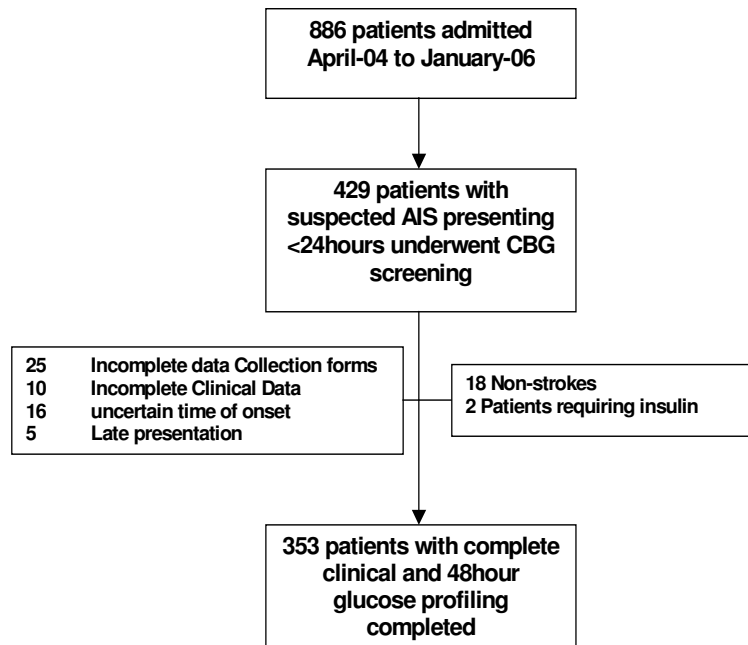 886 patients admitted
April-04 to January-06
429 patients with
suspected AIS presenting
<24hours underwent CBG
screening
25 Incomplete data Collection forms
10 Incomplete Clinical Data
16 uncertain time of onset
5 Late presentation
18 Non-strokes
2 Patients requiring insulin
353 patients with complete
clinical and 48hour
glucose profiling
completed